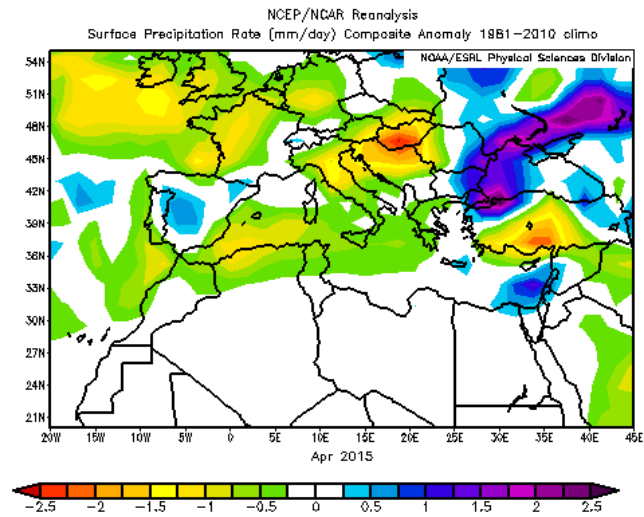 NCEP/NCAR Reanalysis
Surface Precipitation Rate (mm/day) Composite Anomaly 1981-2010 climo
NOAA/ESRL Physical Sciences Division
54N
51N
48N
45N
42N
39N
36N
33N
30N
27N
24N
21N
20W 15W 10W 5W 0 5E 10E 15E 20E 25E 30E 35E 40E 45E
Apr 2015
-2.5 -2 -1.5 -1 -0.5 0 0.5 1 1.5 2 2.5